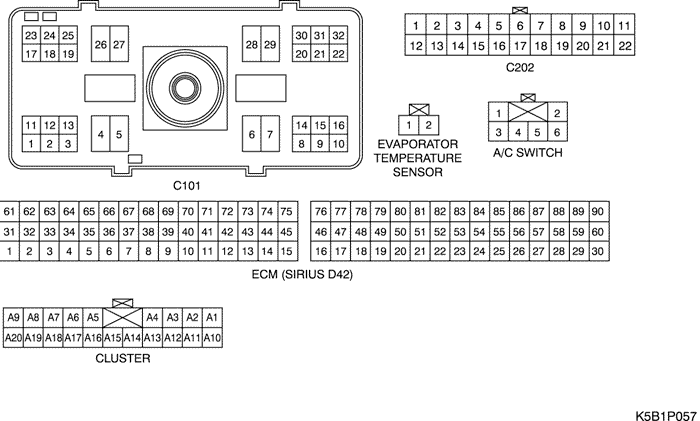 23 24 25 26 27 28 29 30 31 32
17 18 19 20 21 22
11 12 13 4 5 6 7 14 15 16
1 2 3 8 9 10
C101
1 2 3 4 5 6 7 8 9 10 11
12 13 14 15 16 17 18 19 20 21 22
C202
1 2
EVAPORATOR
TEMPERATURE
SENSOR
1 2
3 4 5 6
A/C SWITCH
61 62 63 64 65 66 67 68 69 70 71 72 73 74 75 76 77 78 79 80 81 82 83 84 85 86 87 88 89 90
31 32 33 34 35 36 37 38 39 40 41 42 43 44 45 46 47 48 49 50 51 52 53 54 55 56 57 58 59 60
1 2 3 4 5 6 7 8 9 10 11 12 13 14 15 16 17 18 19 20 21 22 23 24 25 26 27 28 29 30
ECM (SIRIUS D42)
A9 A8 A7 A6 A5 A4 A3 A2 A1
A20 A19 A18 A17 A16 A15 A14 A13 A12 A11 A10
CLUSTER
K5B1P057